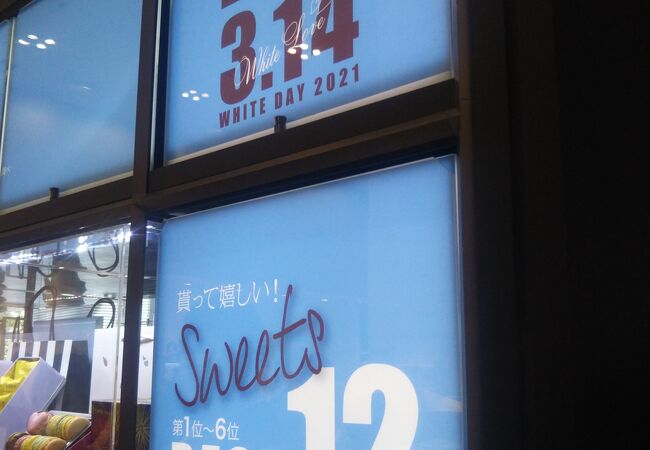 3.14
White Love
WHITE DAY 2021
貰って嬉しい!
Sweets
第1位～6位
12